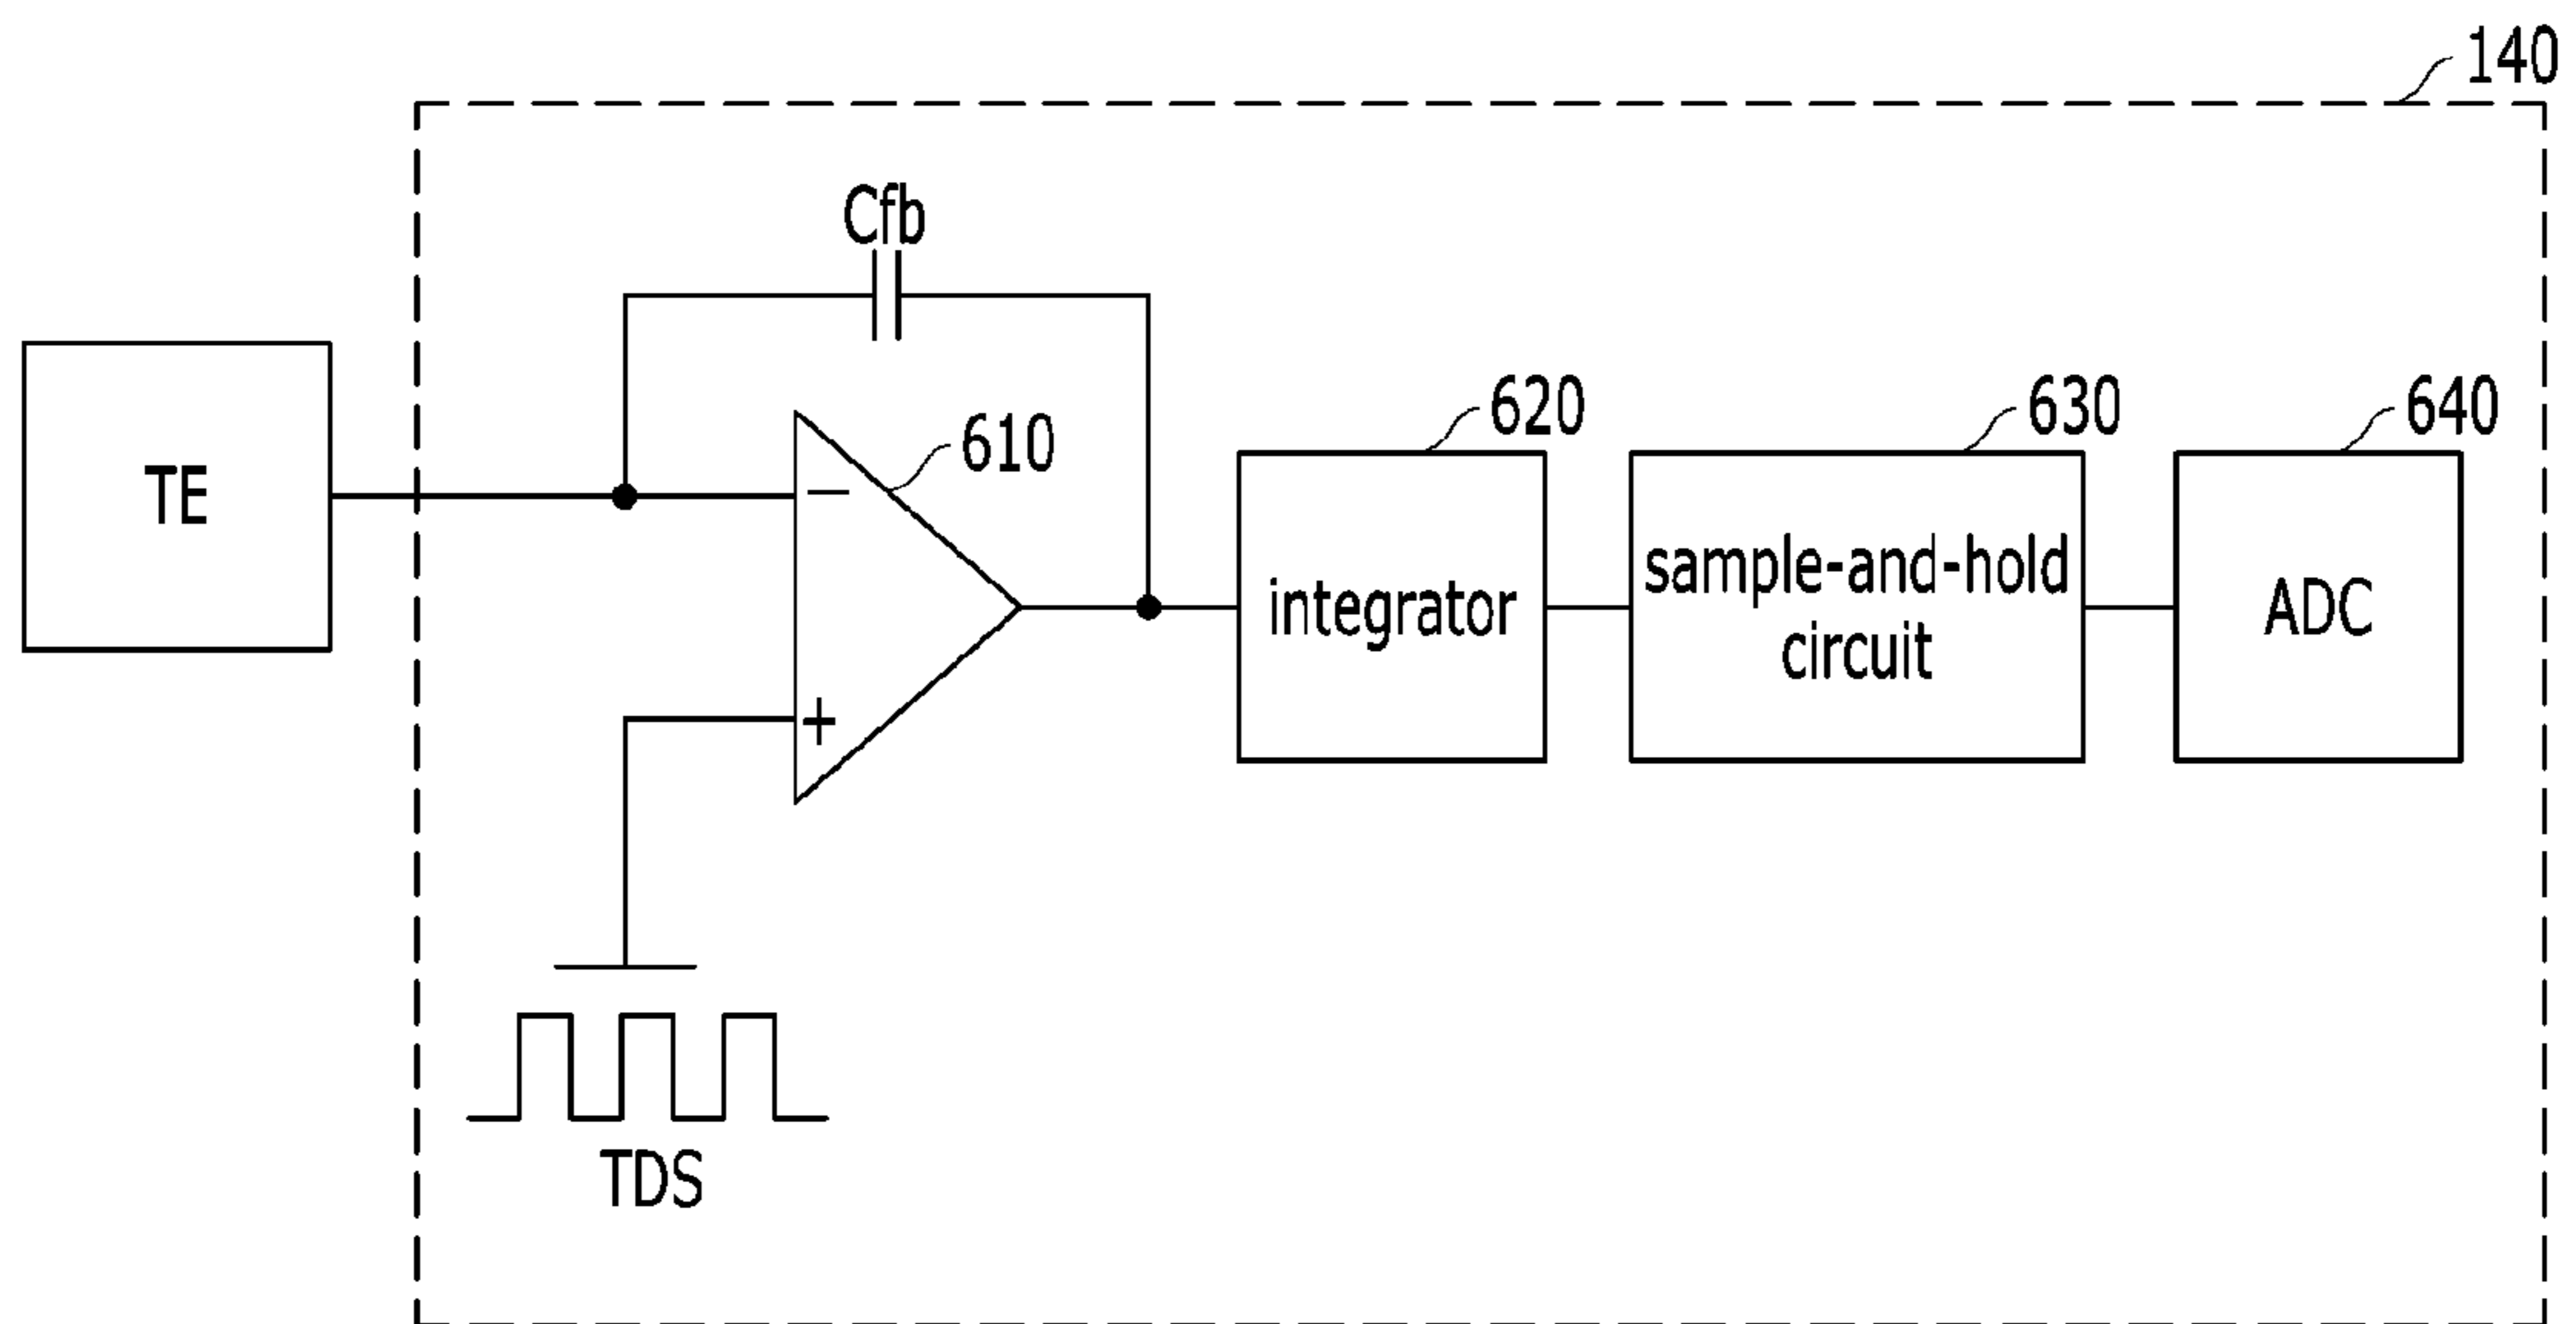 140
Cfb
610
620
630
640
TE
−
+
integrator
sample-and-hold
circuit
ADC
TDS